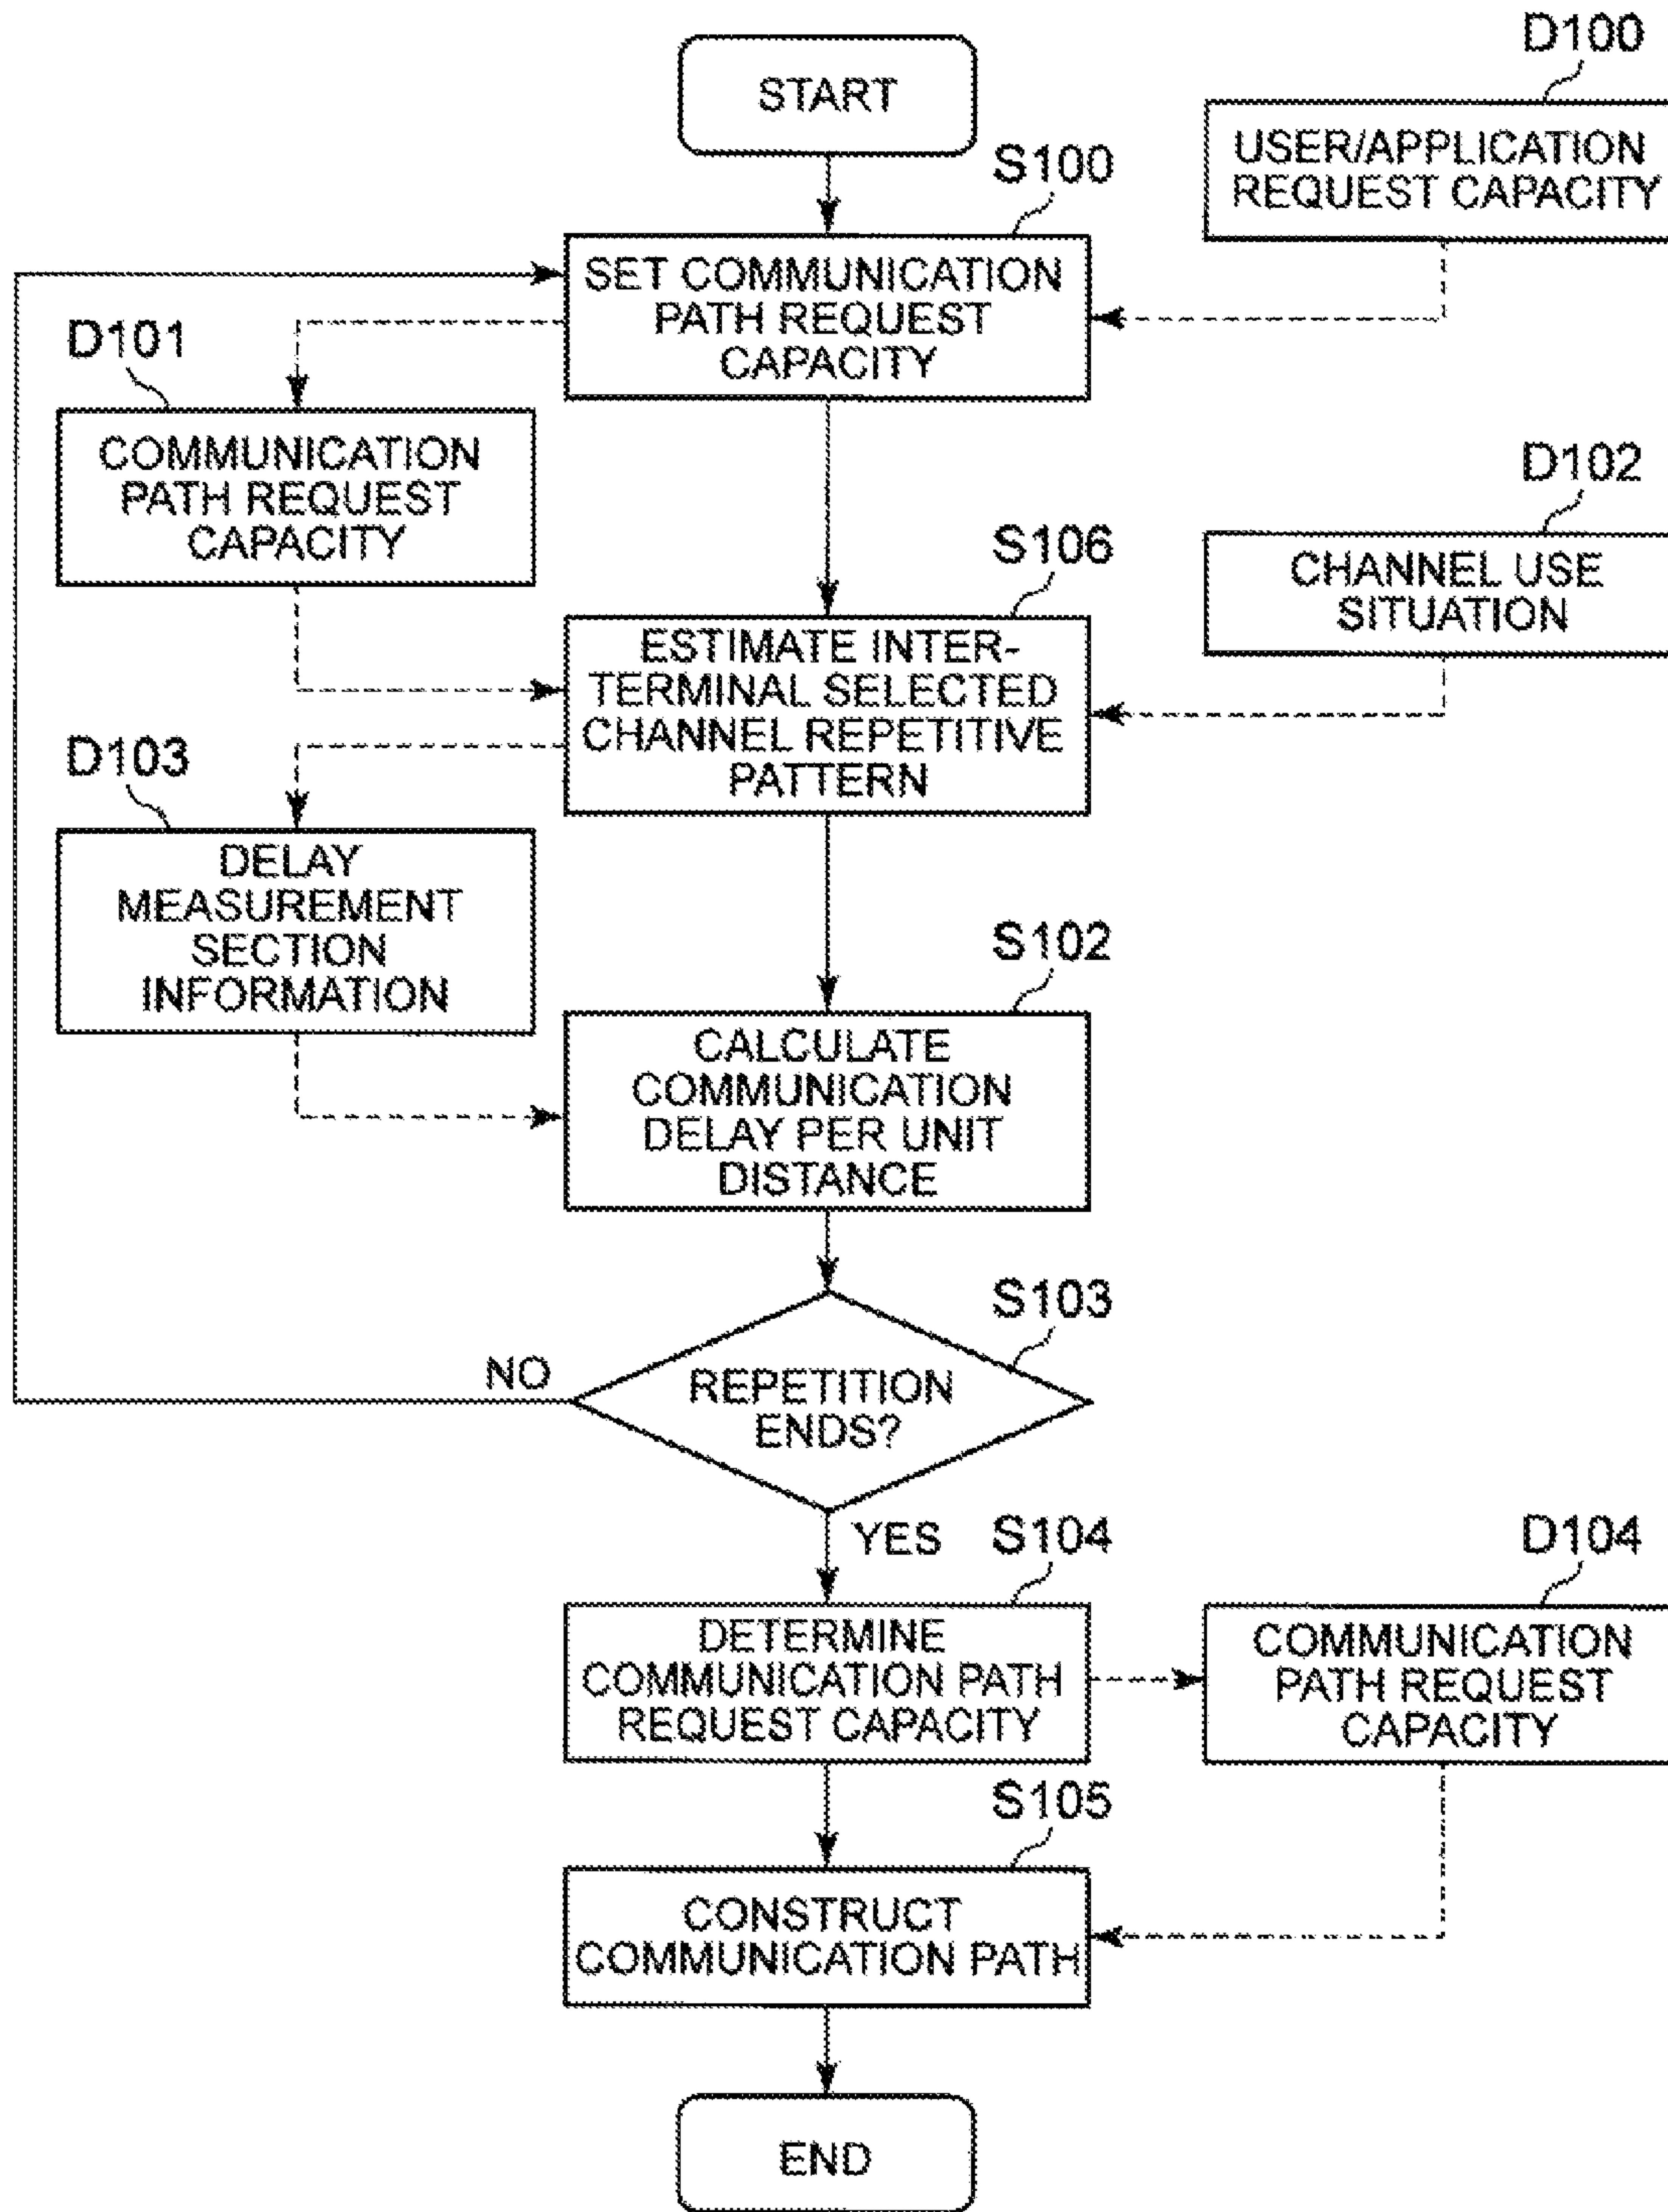 D100
START
USER/APPLICATION
REQUEST CAPACITY
S100
SET COMMUNICATION
PATH REQUEST
CAPACITY
D101
COMMUNICATION
PATH REQUEST
CAPACITY
D102
CHANNEL USE
SITUATION
S106
ESTIMATE INTER-
TERMINAL SELECTED
CHANNEL REPETITIVE
PATTERN
D103
DELAY
MEASUREMENT
SECTION
INFORMATION
S102
CALCULATE
COMMUNICATION
DELAY PER UNIT
DISTANCE
S103
NO
REPETITION
ENDS?
YES
S104
DETERMINE
COMMUNICATION PATH
REQUEST CAPACITY
D104
COMMUNICATION
PATH REQUEST
CAPACITY
S105
CONSTRUCT
COMMUNICATION PATH
END